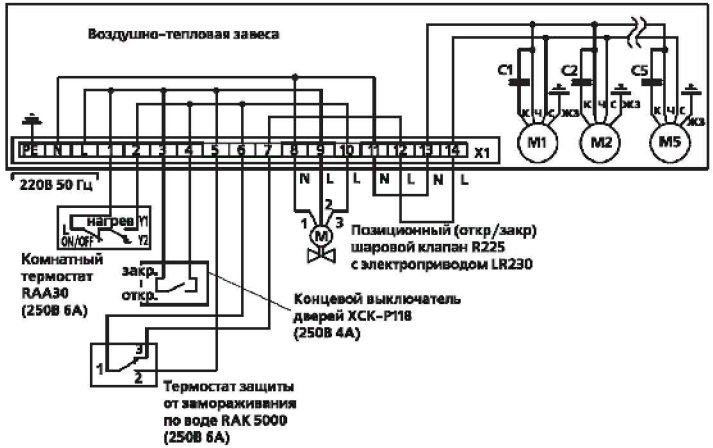 Воздушно-тепловая завеса
C1 C2 C5
К Ч С ЖЗ К Ч С ЖЗ К Ч С ЖЗ
M1 M2 M5
PE N L 1 2 3 4 5 6 7 8 9 10 11 12 13 14 X1
220В 50 Гц
N L L N L N L
L нагрев Y1
ON/OFF Y2
1 2 3
M
Позиционный (откр/закр)
шаровой клапан R225
с электроприводом LR230
Комнатный
термостат
RAA30
(250В 6А)
закр.
откр.
Концевой выключатель
дверей ХСК-Р118
(250В 4А)
1 3
2
Термостат защиты
от замораживания
по воде RAK 5000
(250В 6А)